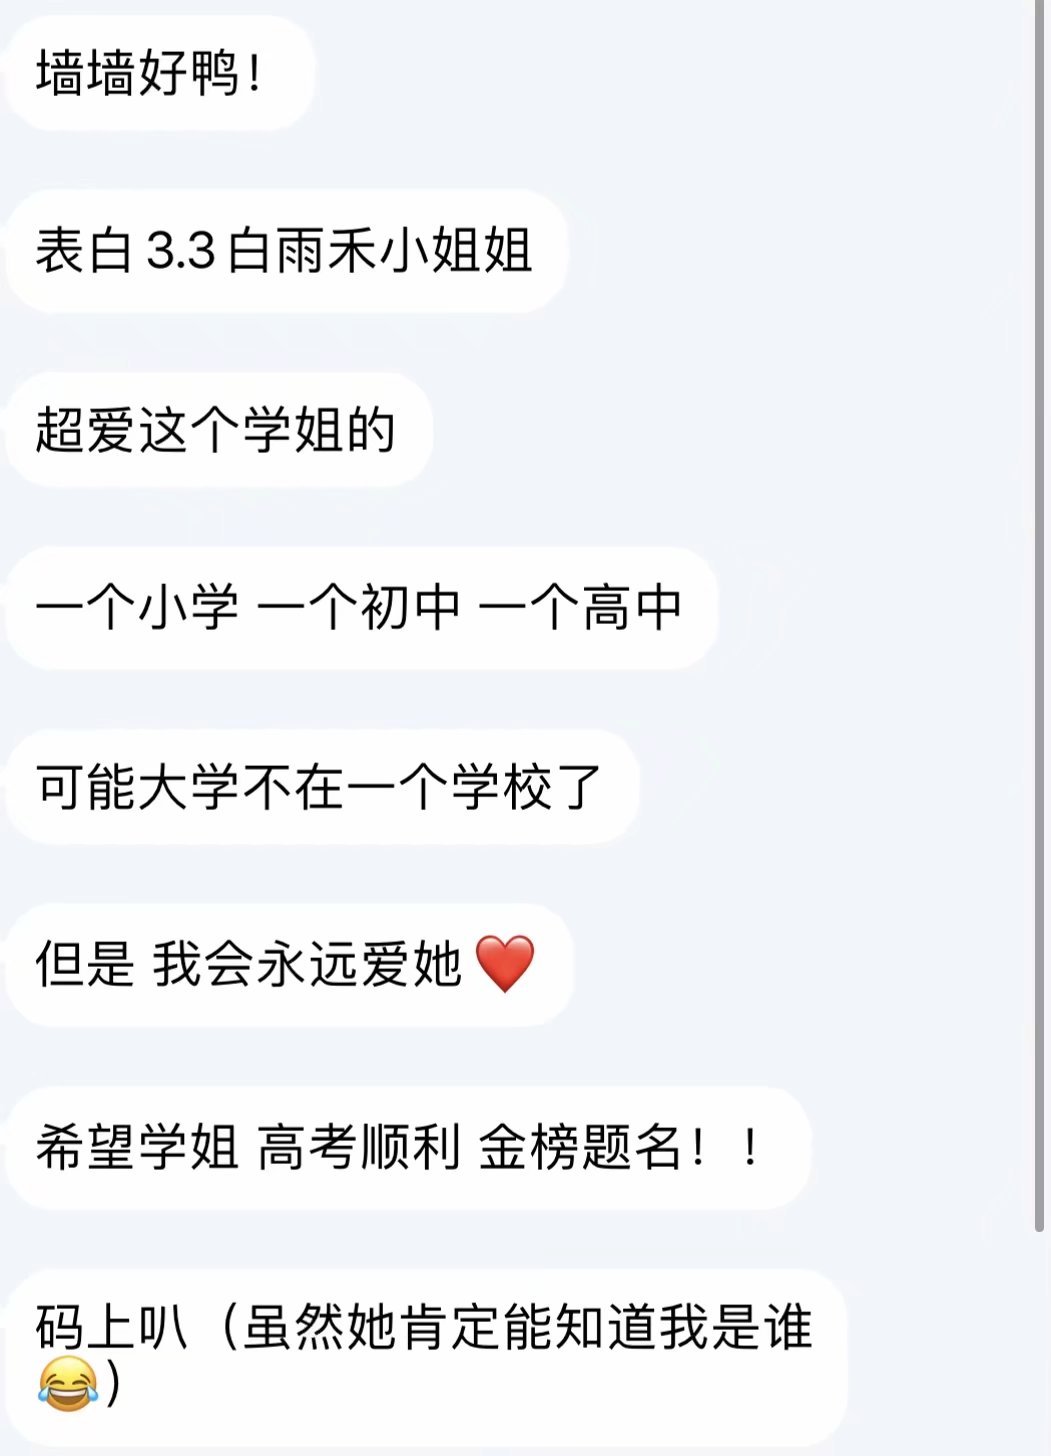 墙墙好鸭！
表白3.3白雨禾小姐姐
超爱这个学姐的
一个小学 一个初中 一个高中
可能大学不在一个学校了
但是 我会永远爱她❤️
希望学姐 高考顺利 金榜题名！！
码上叭（虽然她肯定能知道我是谁
😂）